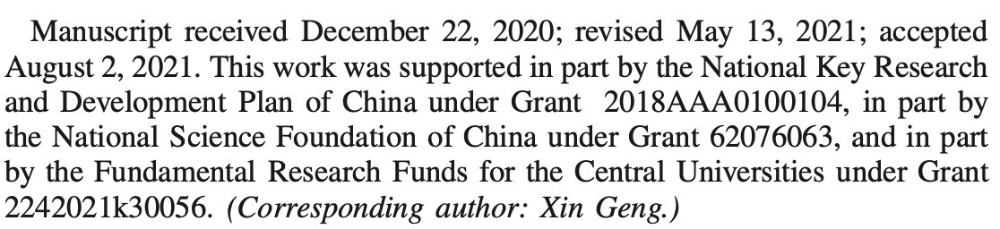 Manuscript received December 22, 2020; revised May 13, 2021; accepted
August 2, 2021. This work was supported in part by the National Key Research
and Development Plan of China under Grant 2018AAA0100104, in part by
the National Science Foundation of China under Grant 62076063, and in part
by the Fundamental Research Funds for the Central Universities under Grant
2242021k30056. (Corresponding author: Xin Geng.)